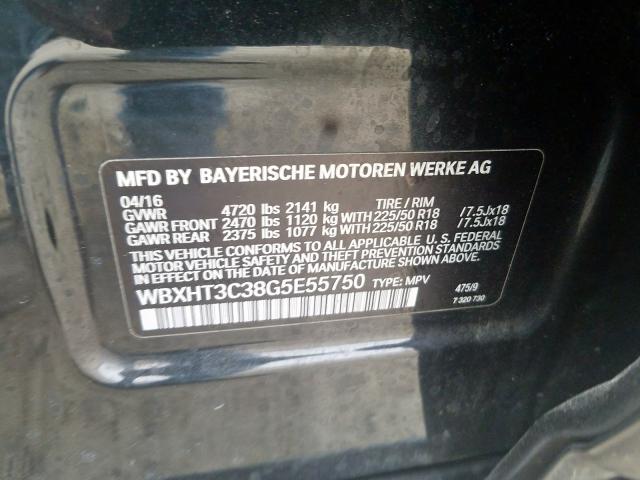 MFD BY BAYERISCHE MOTOREN WERKE AG
04/16 TIRE / RIM
GVWR 4720 lbs 2141 kg
GAWR FRONT 2470 lbs 1120 kg WITH 225/50 R18 /7.5Jx18
GAWR REAR 2375 lbs 1077 kg WITH 225/50 R18 /7.5Jx18
THIS VEHICLE CONFORMS TO ALL APPLICABLE U. S. FEDERAL
MOTOR VEHICLE SAFETY, BUMPER, AND THEFT PREVENTION STANDARDS
IN EFFECT ON THE DATE OF MANUFACTURE SHOWN ABOVE.
WBXHT3C38G5E55750 TYPE: MPV 475/9
7 320 730